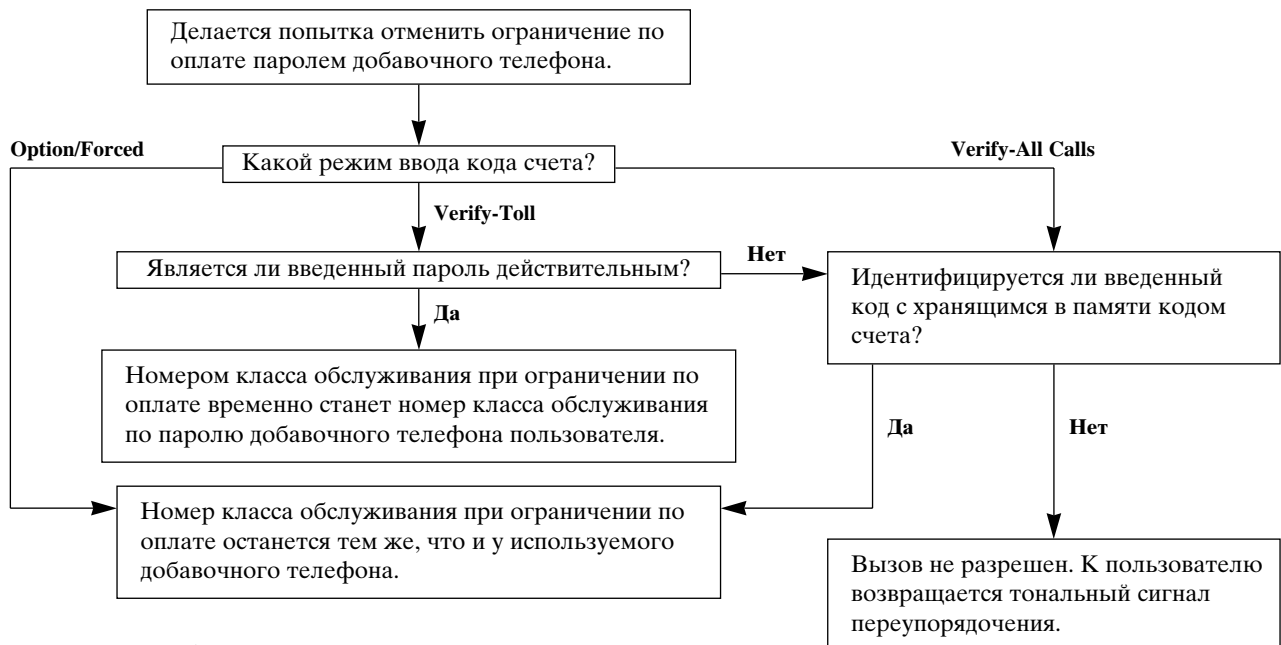 Делается попытка отменить ограничение по
оплате паролем добавочного телефона.
Option/Forced
Какой режим ввода кода счета?
Verify-All Calls
Verify-Toll
Является ли введенный пароль действительным?
Нет
Идентифицируется ли введенный
код с хранящимся в памяти кодом
счета?
Да
Номером класса обслуживания при ограничении по
оплате временно станет номер класса обслуживания
по паролю добавочного телефона пользователя.
Да
Нет
Номер класса обслуживания при ограничении по
оплате останется тем же, что и у используемого
добавочного телефона.
Вызов не разрешен. К пользователю
возвращается тональный сигнал
переупорядочения.